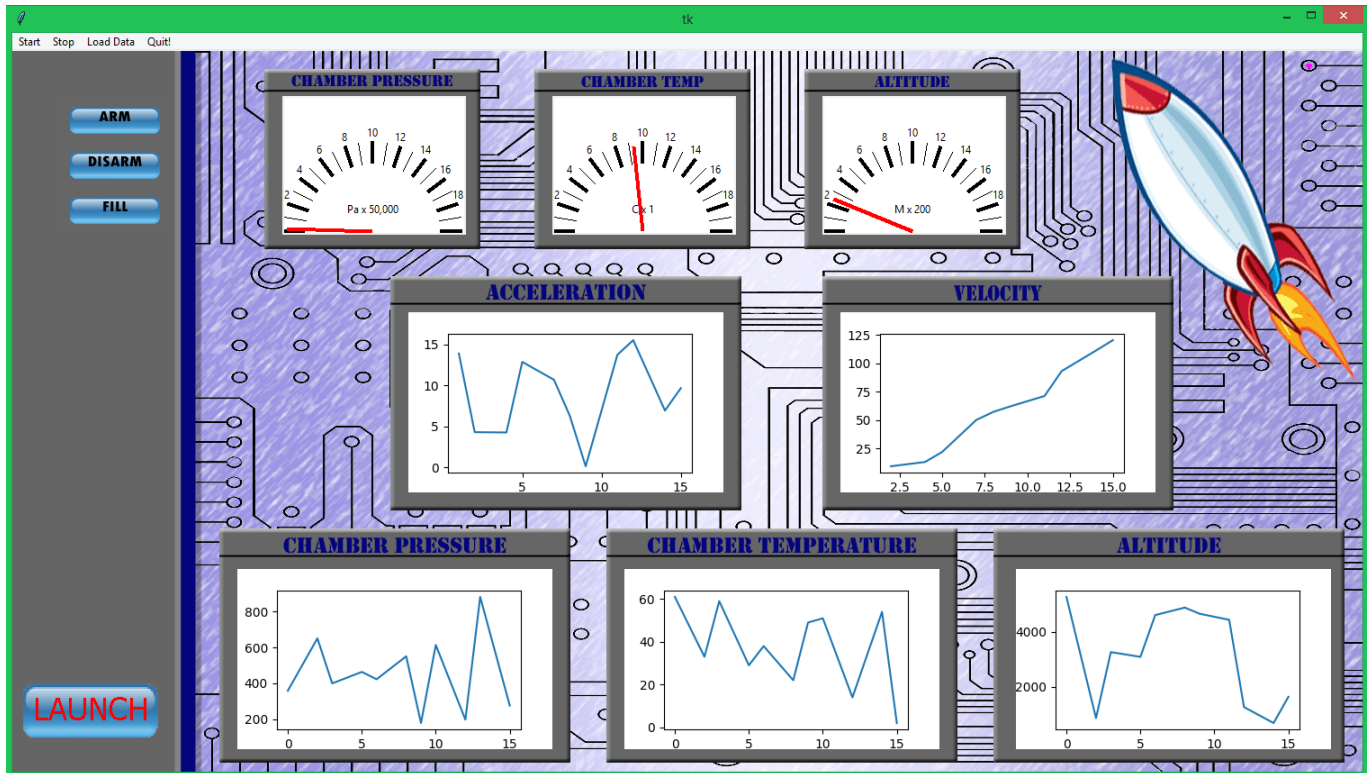 tk
Start Stop Load Data Quit!
ARM
DISARM
FILL
LAUNCH
CHAMBER PRESSURE
2 4 6 8 10 12 14 16 18
Pa x 50,000
CHAMBER TEMP
2 4 6 8 10 12 14 16 18
C x 1
ALTITUDE
2 4 6 8 10 12 14 16 18
M x 200
ACCELERATION
15
10
5
0
5 10 15
VELOCITY
125
100
75
50
25
2.5 5.0 7.5 10.0 12.5 15.0
CHAMBER PRESSURE
800
600
400
200
0 5 10 15
CHAMBER TEMPERATURE
60
40
20
0
0 5 10 15
ALTITUDE
4000
2000
0 5 10 15